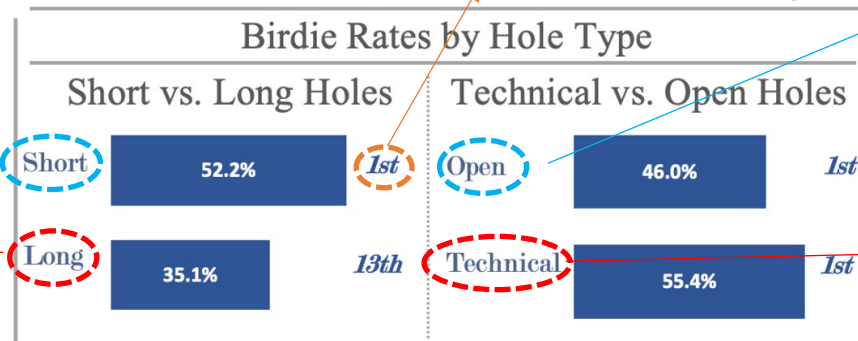 Birdie Rates by Hole Type
Short vs. Long Holes
Short 52.2% 1st
Long 35.1% 13th
Technical vs. Open Holes
Open 46.0% 1st
Technical 55.4% 1st